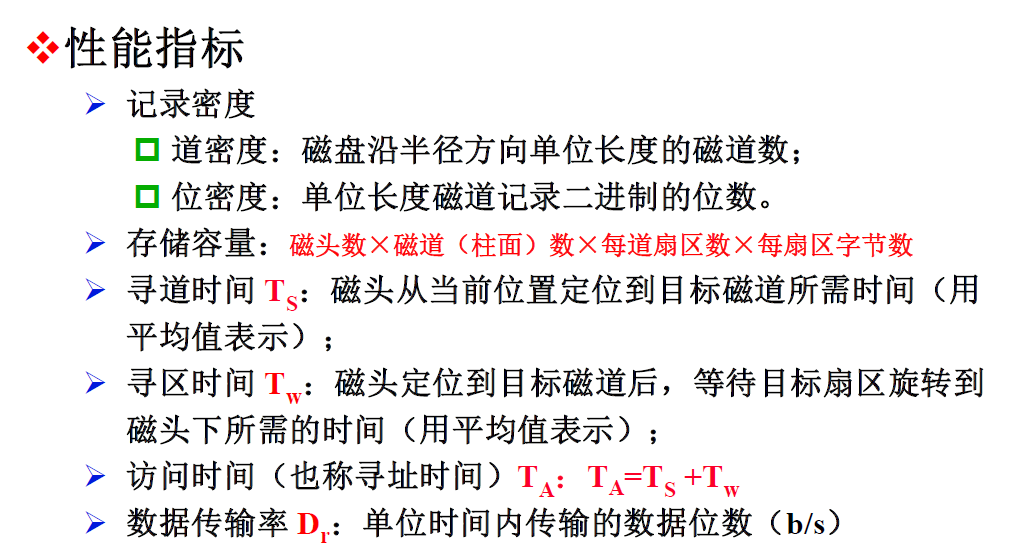 ❖性能指标
➢ 记录密度
道密度：磁盘沿半径方向单位长度的磁道数；
位密度：单位长度磁道记录二进制的位数。
➢ 存储容量：磁头数×磁道（柱面）数×每道扇区数×每扇区字节数
➢ 寻道时间 TS：磁头从当前位置定位到目标磁道所需时间（用
平均值表示）；
➢ 寻区时间 Tw：磁头定位到目标磁道后，等待目标扇区旋转到
磁头下所需的时间（用平均值表示）；
➢ 访问时间（也称寻址时间）TA：TA=TS +Tw
➢ 数据传输率 Dr：单位时间内传输的数据位数（b/s）